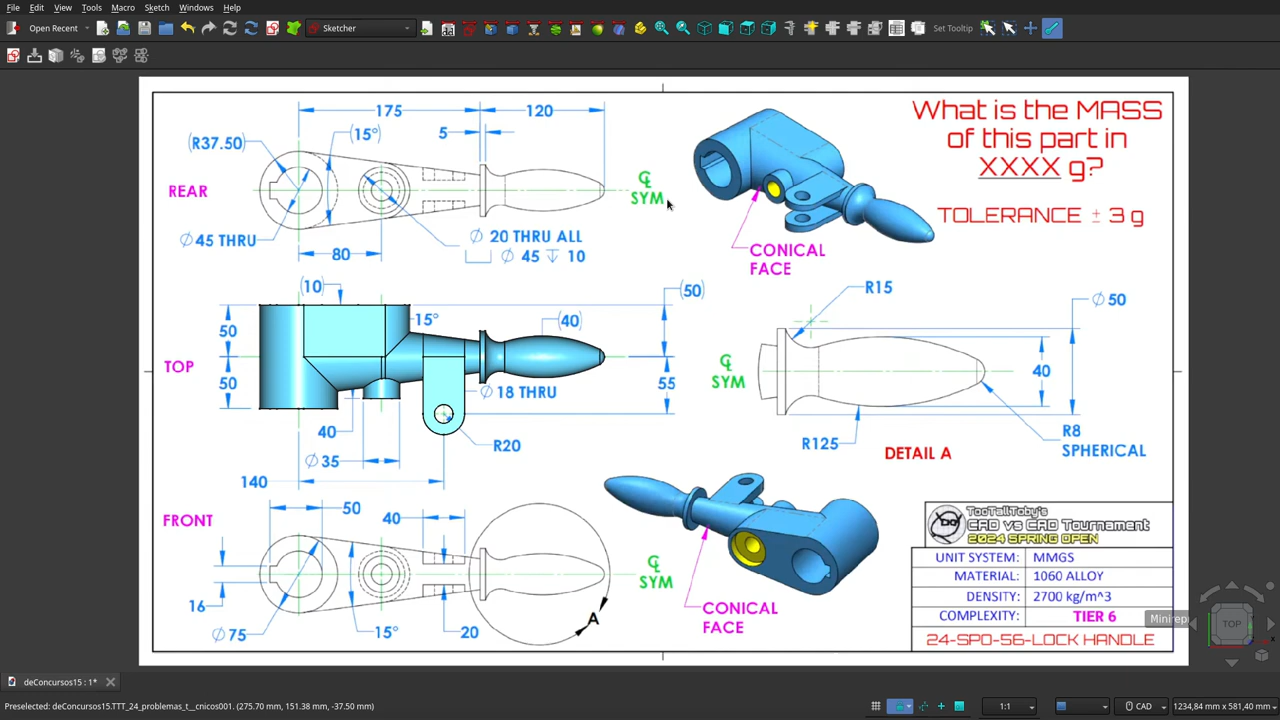 File Edit View Tools Macro Sketch Windows Help
Open Recent Sketcher Set Tooltip
What is the MASS
of this part in
XXXX g?
TOLERANCE ± 3 g
175 120
(15°) 5
(R37.50)
REAR
℄
SYM
Ø45 THRU
80
Ø 20 THRU ALL
⌴ Ø 45 ↧ 10
CONICAL
FACE
(10)
(50)
50
15°
(40)
TOP
50
55
Ø 18 THRU
40
R20
Ø35
140
R15
Ø 50
℄
SYM
40
R125
R8
SPHERICAL
DETAIL A
FRONT
50
40
℄
SYM
16
A
Ø75
15°
20
CONICAL
FACE
TooTallToby's
CAD vs CAD Tournament
2024 SPRING OPEN
UNIT SYSTEM: MMGS
MATERIAL: 1060 ALLOY
DENSITY: 2700 kg/m^3
COMPLEXITY: TIER 6
24-SPO-56-LOCK HANDLE
TOP
deConcursos15 : 1*
Preselected: deConcursos15.TTT_24_problemas_t__cnicos001. (275.70 mm, 151.38 mm, -37.50 mm)
1:1 CAD 1234,84 mm x 581,40 mm